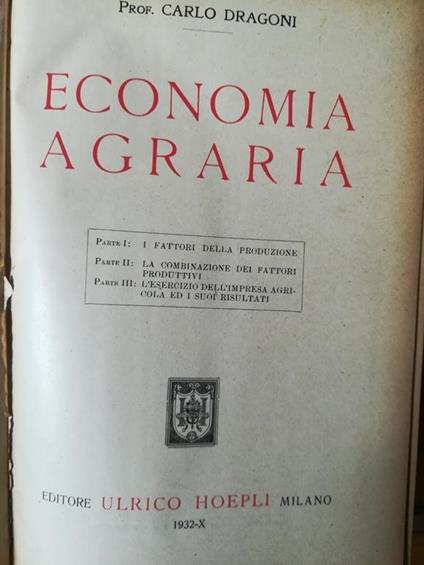 Prof. CARLO DRAGONI
ECONOMIA
AGRARIA
Parte I: I FATTORI DELLA PRODUZIONE
Parte II: LA COMBINAZIONE DEI FATTORI
PRODUTTIVI
Parte III: L'ESERCIZIO DELL'IMPRESA AGRI-
COLA ED I SUOI RISULTATI
EDITORE ULRICO HOEPLI MILANO
1932-X